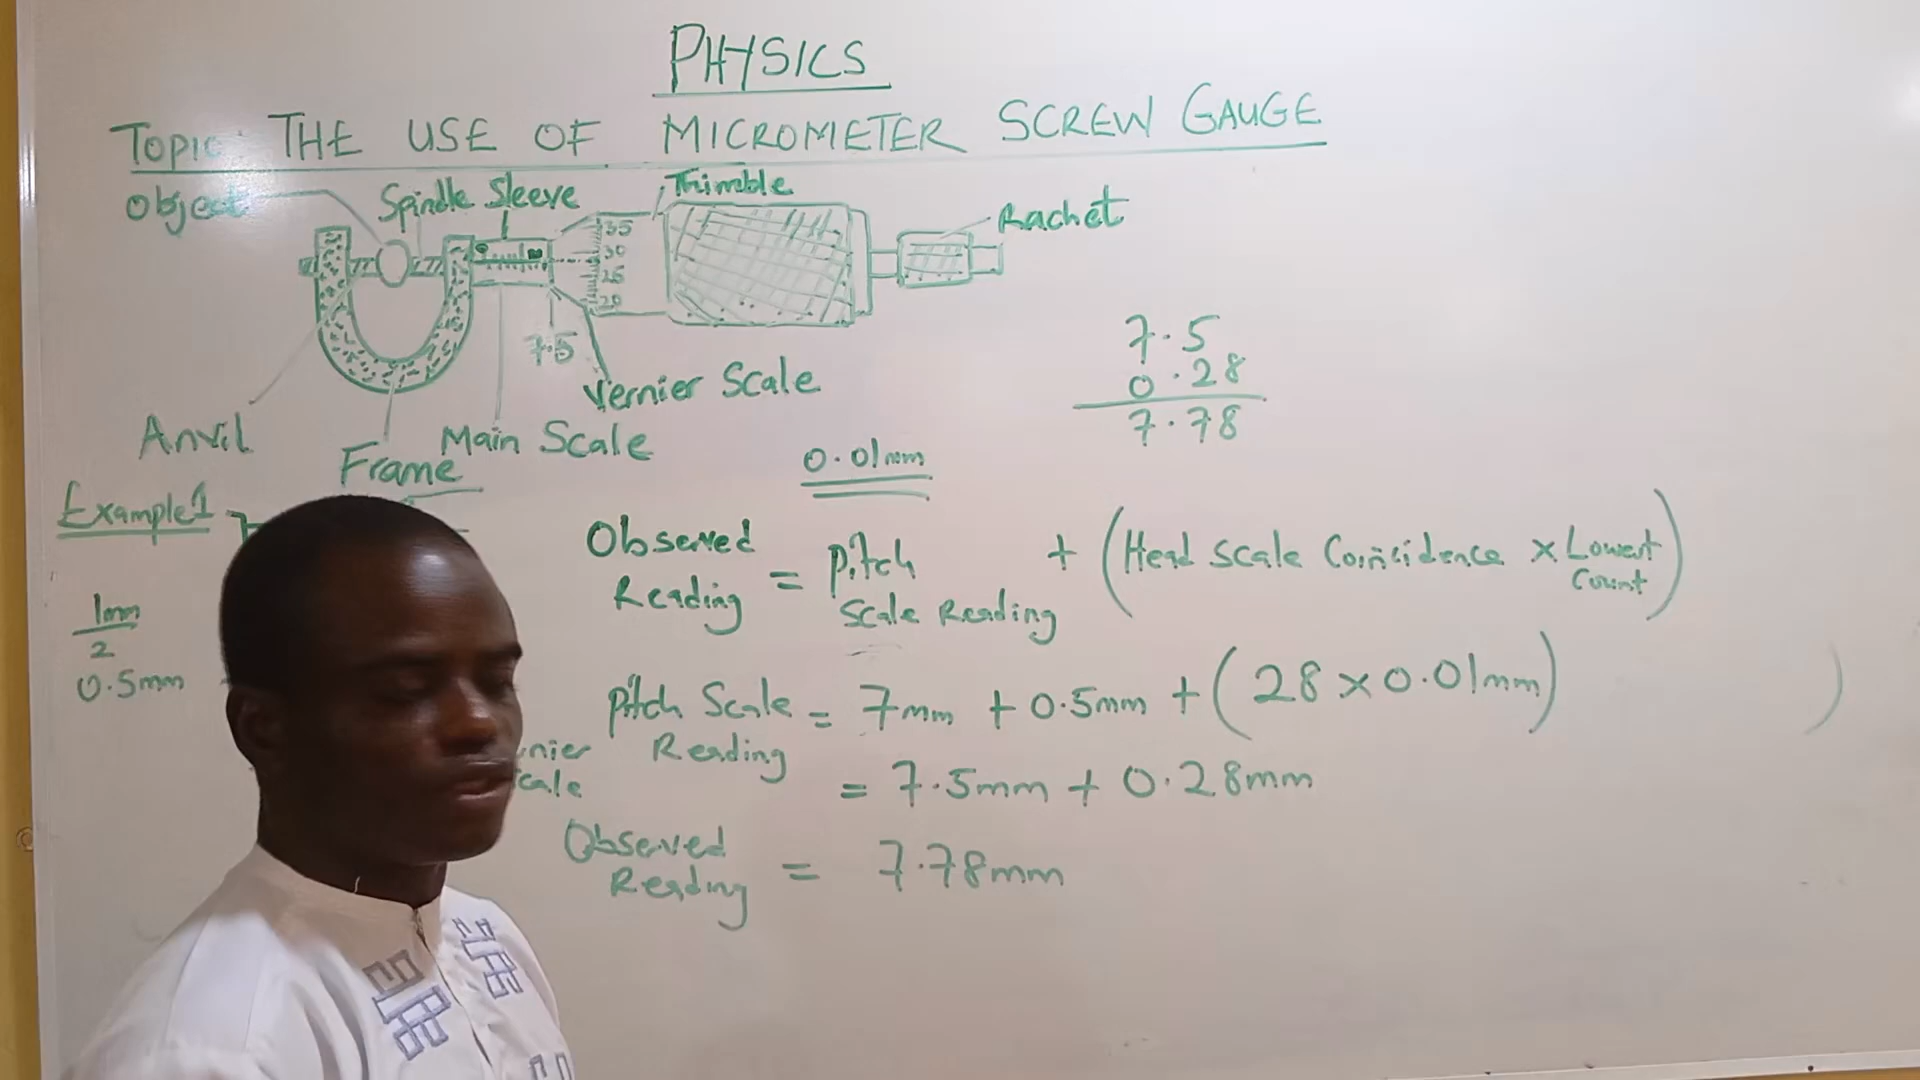 PHYSICS
Topic: THE USE OF MICROMETER SCREW GAUGE
Object
Spindle
Sleeve
Thimble
Rachet
35
30
25
20
7.5
Vernier Scale
Anvil
Main Scale
Frame
7.5
0.28
7.78
0.01mm
Example1
1mm
2
0.5mm
Observed Reading = Pitch Scale Reading + (Head Scale Coincidence x Lowest Count)
Pitch Scale Reading = 7mm + 0.5mm + (28 x 0.01mm)
)
= 7.5mm + 0.28mm
Observed Reading = 7.78mm